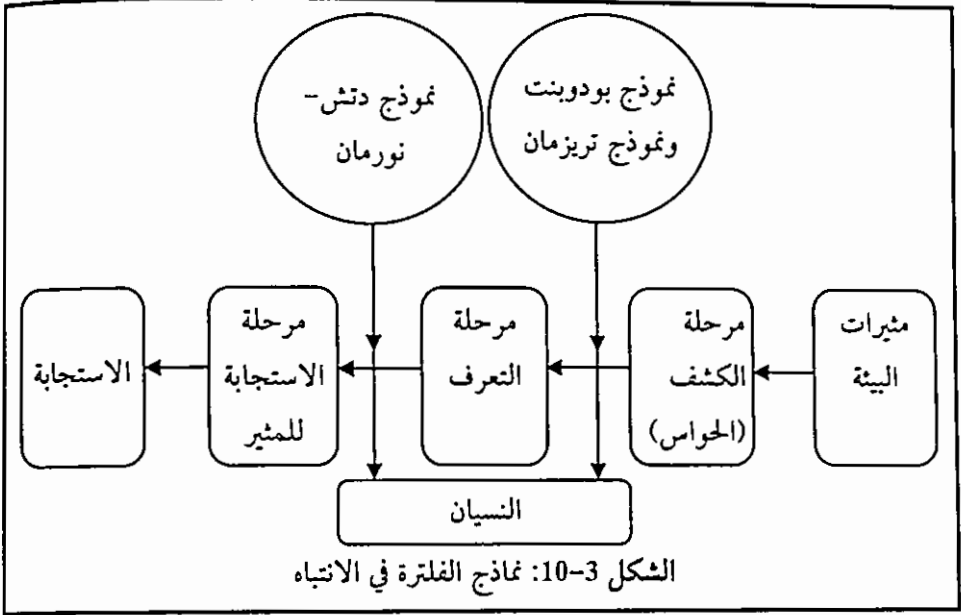 نموذج بودوبنت
ونموذج تريزمان
نموذج دتش-
نورمان
مثيرات
البيئة
مرحلة
الكشف
(الحواس)
مرحلة
التعرف
مرحلة
الاستجابة
للمثير
الاستجابة
النسيان
الشكل 3-10: نماذج الفلترة في الانتباه